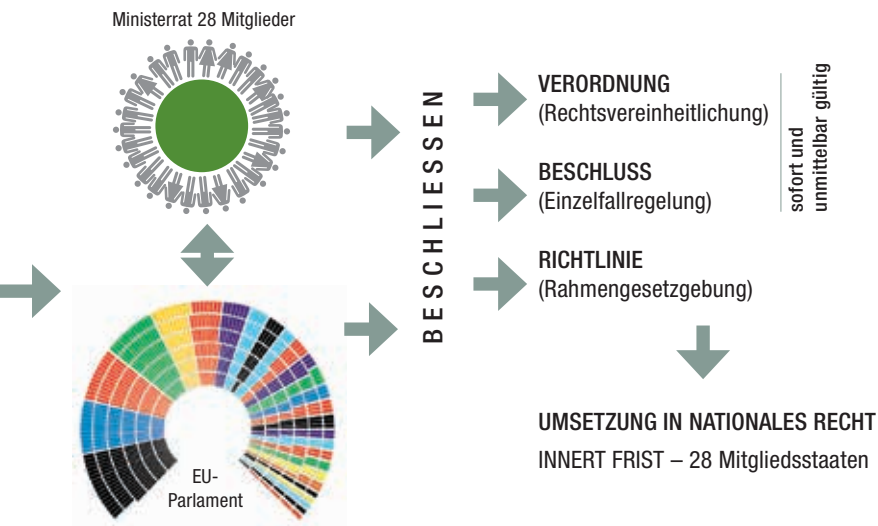 Ministerrat 28 Mitglieder
EU-
Parlament
BESCHLIESSEN
VERORDNUNG
(Rechtsvereinheitlichung)
BESCHLUSS
(Einzelfallregelung)
sofort und
unmittelbar gültig
RICHTLINIE
(Rahmengesetzgebung)
UMSETZUNG IN NATIONALES RECHT
INNERT FRIST – 28 Mitgliedsstaaten